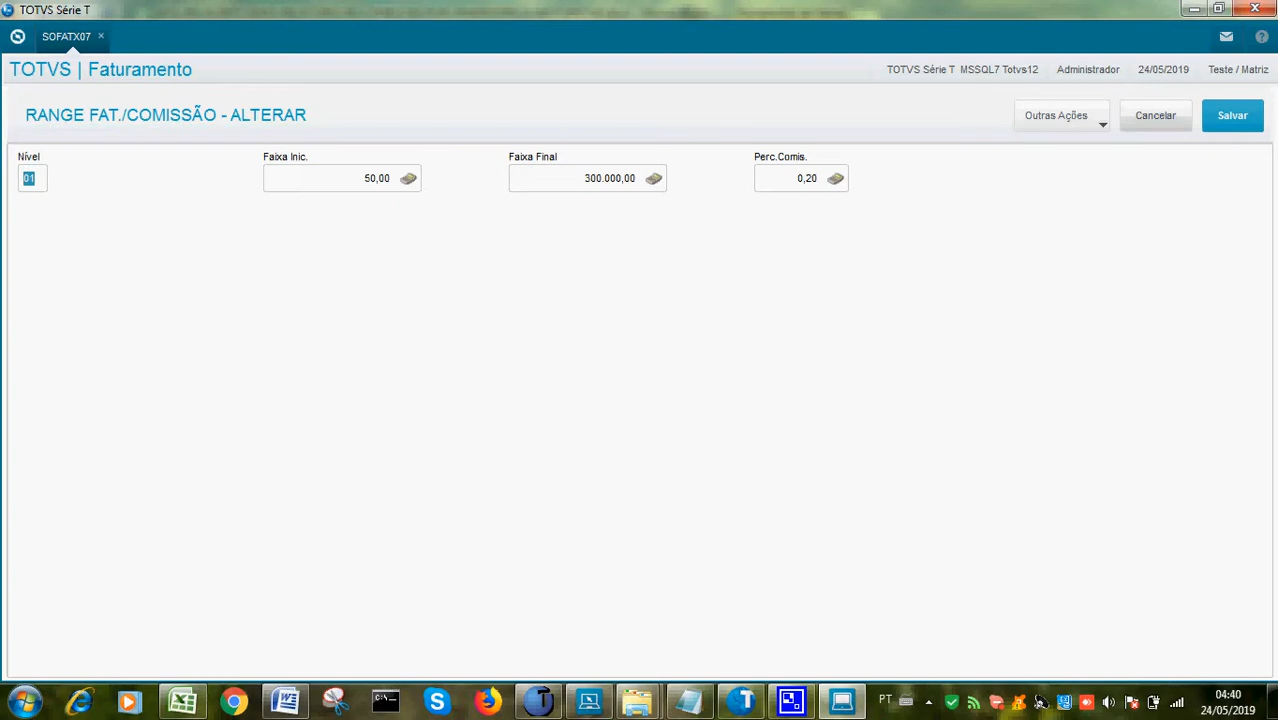 TOTVS Série T
SOFATX07 ×
TOTVS | Faturamento
TOTVS Série T MSSQL7 Totvs12 Administrador 24/05/2019 Teste / Matriz
RANGE FAT./COMISSÃO - ALTERAR
Outras Ações Cancelar Salvar
Nível Faixa Inic. Faixa Final Perc.Comis.
01 50,00 300.000,00 0,20
PT 04:40
24/05/2019